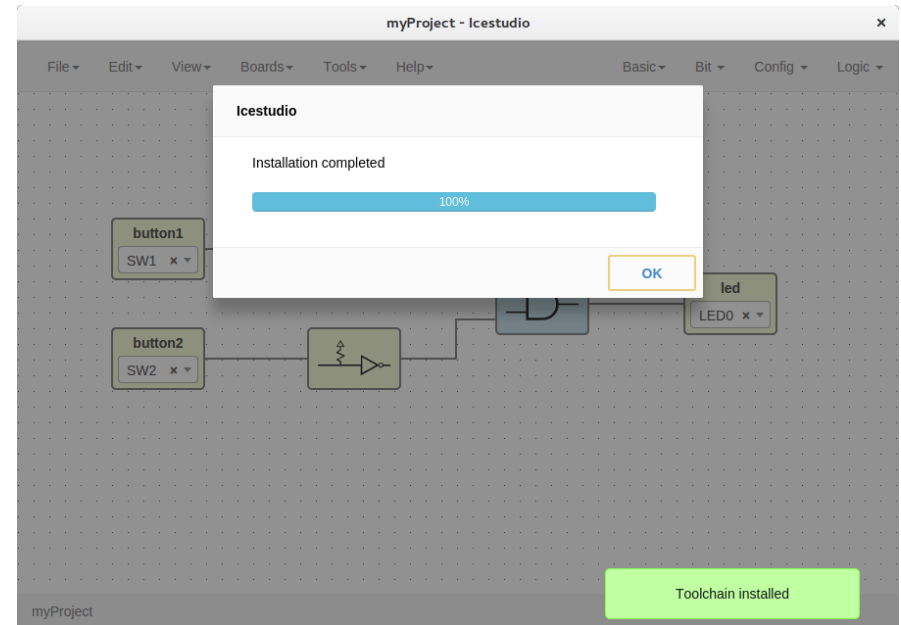 myProject - Icestudio ×
File Edit View Boards Tools Help Basic Bit Config Logic
Icestudio
Installation completed
100%
OK
button1
SW1 ×
led
LED0 ×
button2
SW2 ×
Toolchain installed
myProject